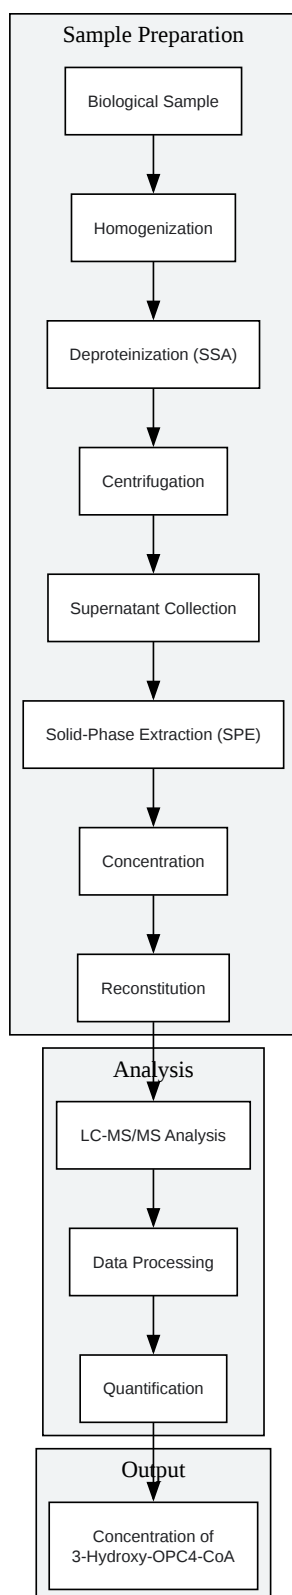 Sample Preparation
Biological Sample
Homogenization
Deproteinization (SSA)
Centrifugation
Supernatant Collection
Solid-Phase Extraction (SPE)
Concentration
Reconstitution
Analysis
LC-MS/MS Analysis
Data Processing
Quantification
Output
Concentration of
3-Hydroxy-OPC4-CoA